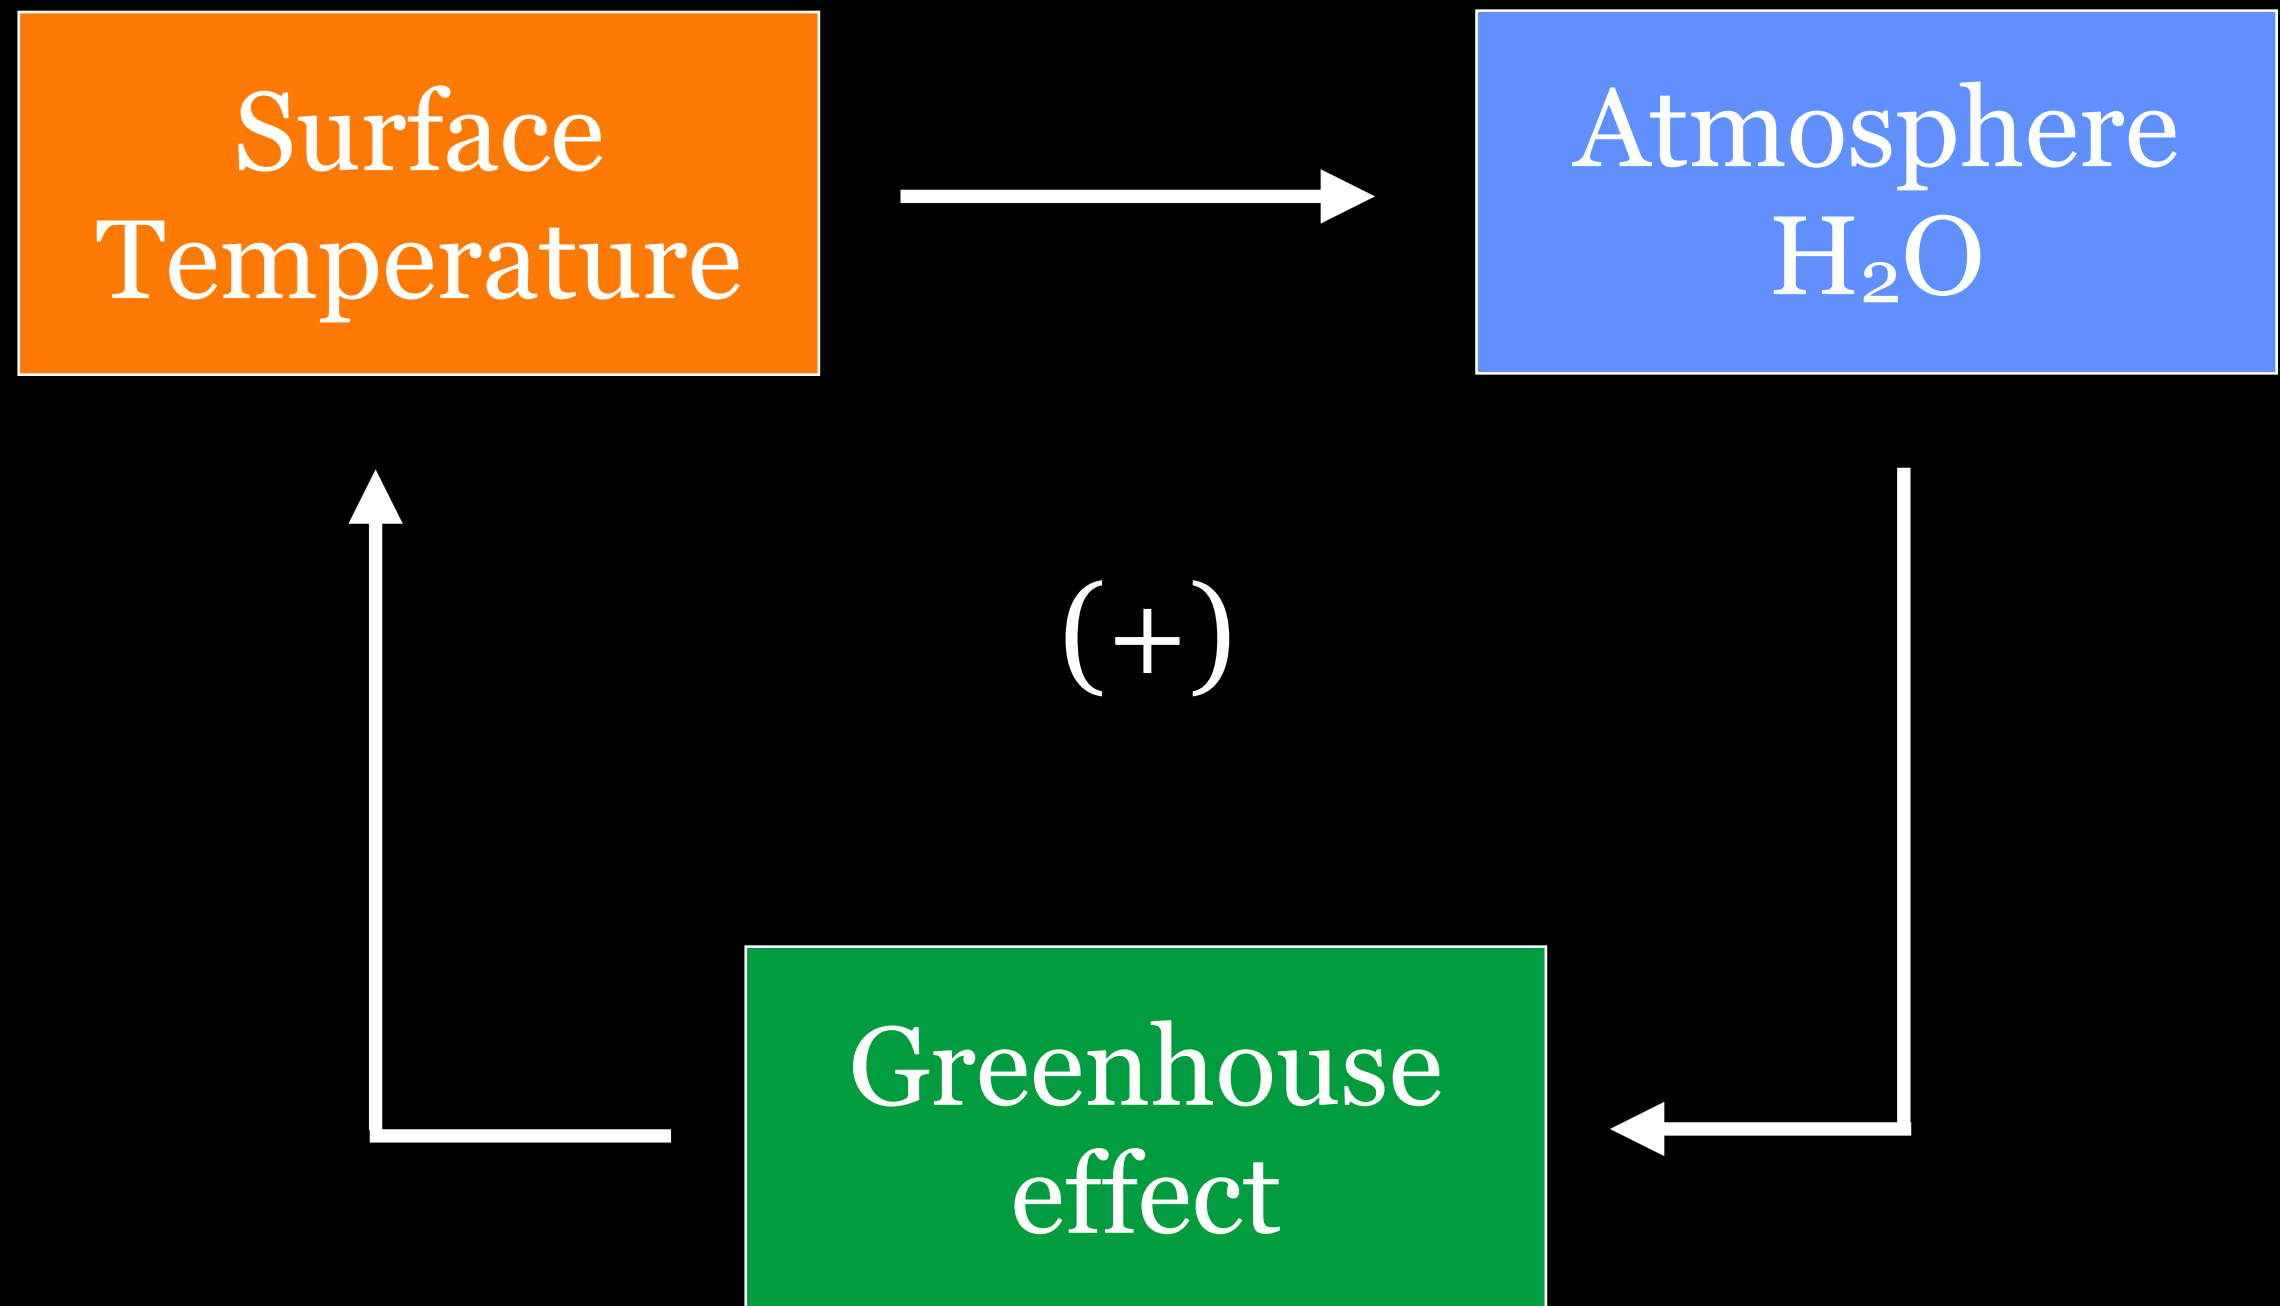 Surface
Temperature
Atmosphere
H₂O
(+)
Greenhouse
effect